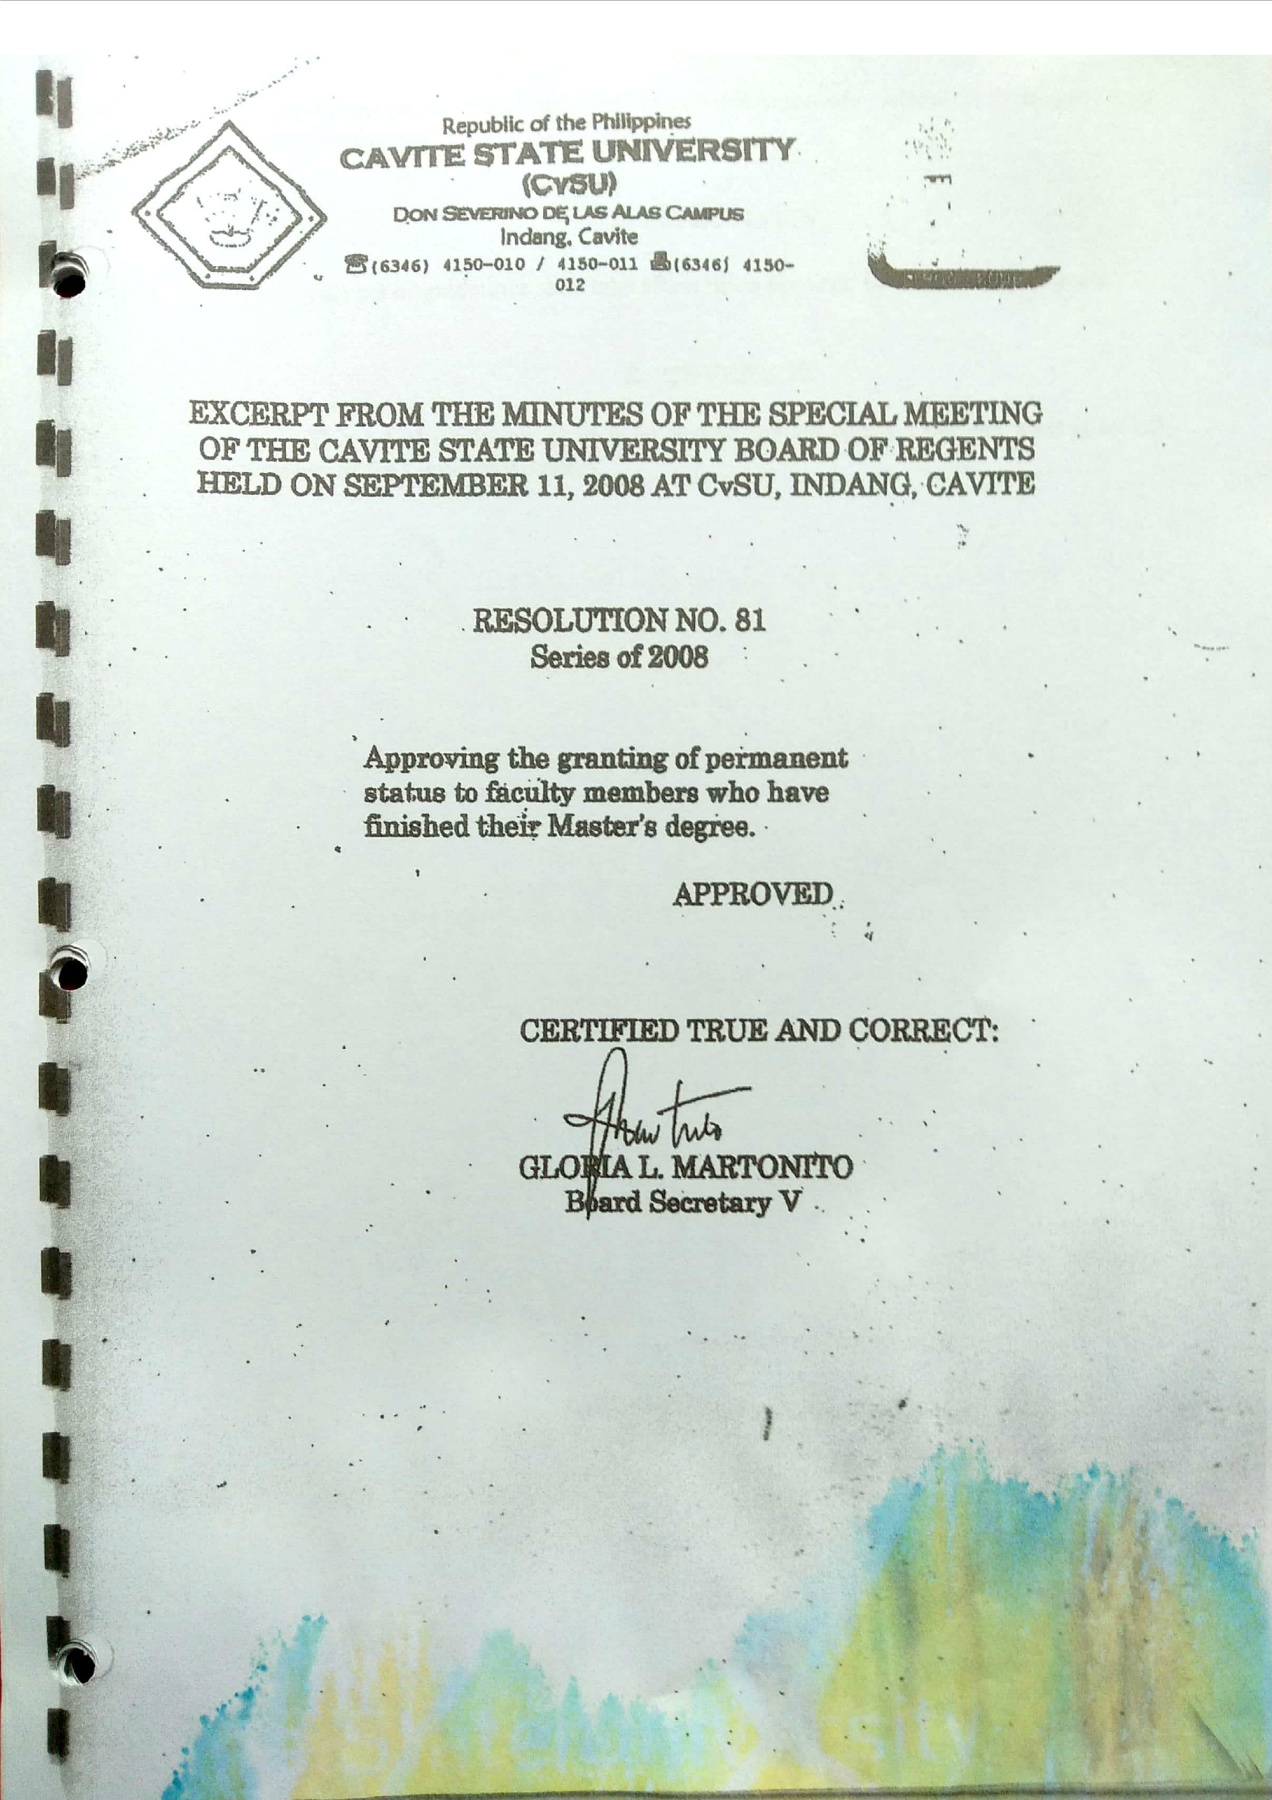 Republic of the Philippines
CAVITE STATE UNIVERSITY
(CvSU)
DON SEVERINO DE LAS ALAS CAMPUS
Indang, Cavite
☎(6346) 4150-010 / 4150-011 (6346) 4150-
012
EXCERPT FROM THE MINUTES OF THE SPECIAL MEETING
OF THE CAVITE STATE UNIVERSITY BOARD OF REGENTS
HELD ON SEPTEMBER 11, 2008 AT CvSU, INDANG, CAVITE
RESOLUTION NO. 81
Series of 2008
Approving the granting of permanent
status to faculty members who have
finished their Master's degree.
APPROVED
CERTIFIED TRUE AND CORRECT:
GLORIA L. MARTONITO
Board Secretary V